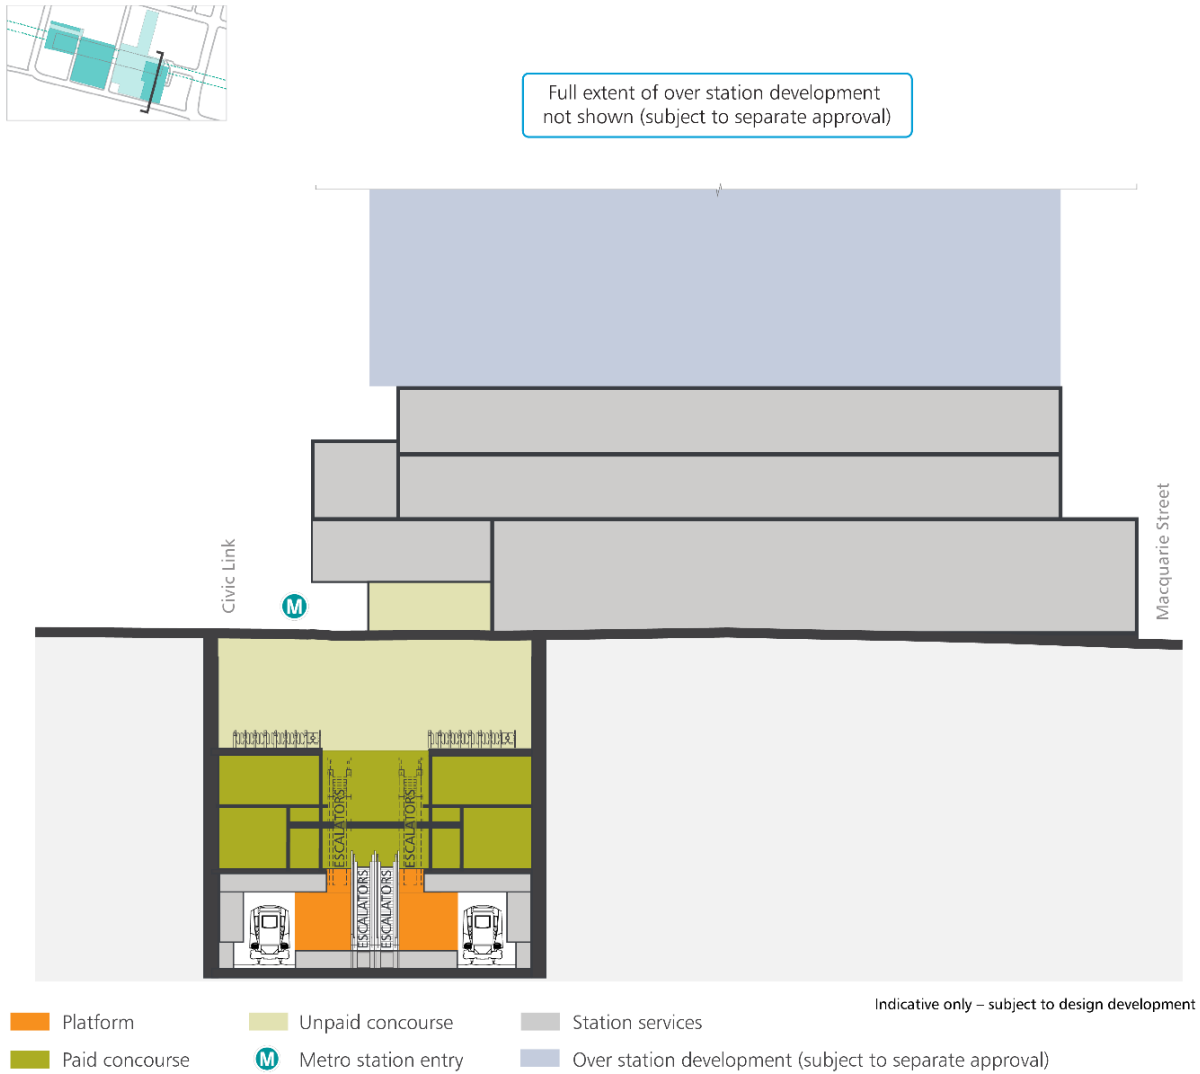 Full extent of over station development
not shown (subject to separate approval)
Civic Link
M
Macquarie Street
ESCALATORS
ESCALATORS
ESCALATORS
ESCALATORS
Indicative only – subject to design development
Platform
Unpaid concourse
Station services
Paid concourse
M
Metro station entry
Over station development (subject to separate approval)